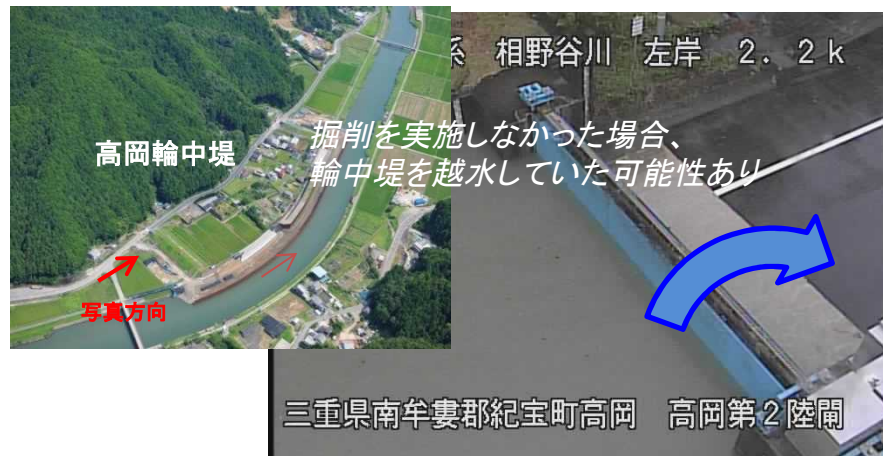 系 相野谷川 左岸 2.2k
高岡輪中堤
掘削を実施しなかった場合、
輪中堤を越水していた可能性あり
写真方向
三重県南牟婁郡紀宝町高岡 高岡第2陸閘